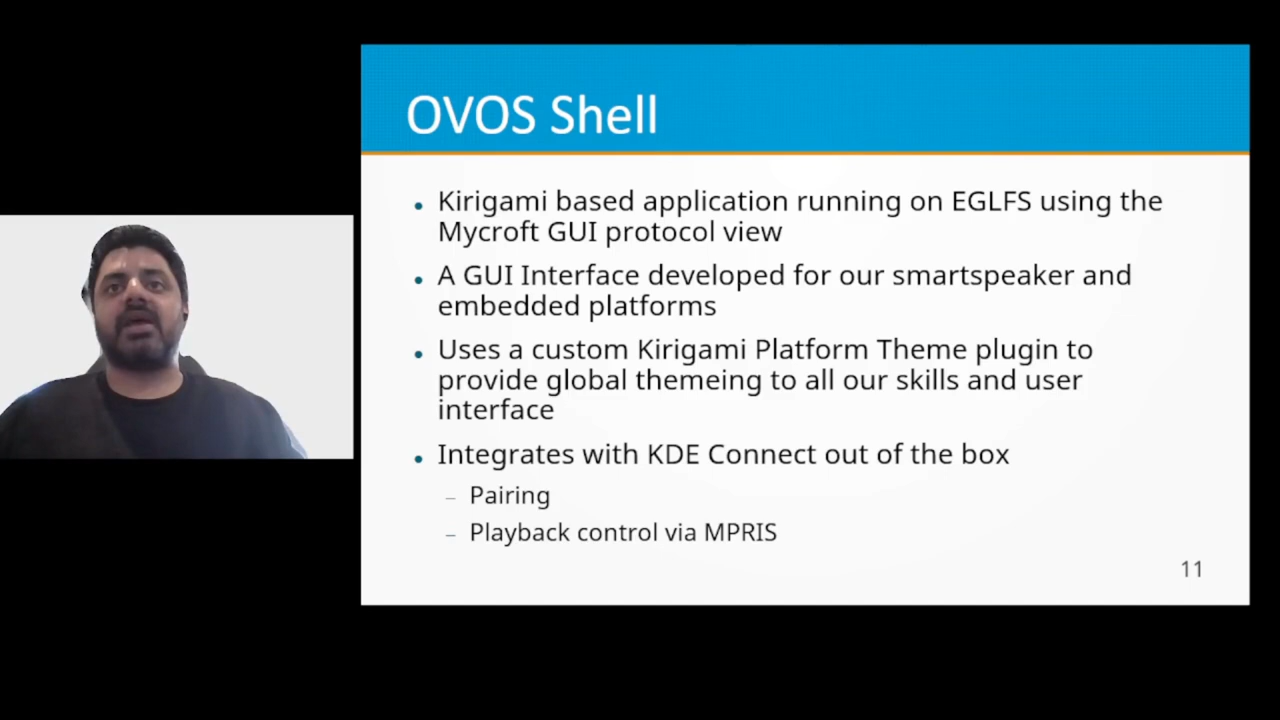 OVOS Shell
• Kirigami based application running on EGLFS using the
Mycroft GUI protocol view
• A GUI Interface developed for our smartspeaker and
embedded platforms
• Uses a custom Kirigami Platform Theme plugin to
provide global themeing to all our skills and user
interface
• Integrates with KDE Connect out of the box
– Pairing
– Playback control via MPRIS
11